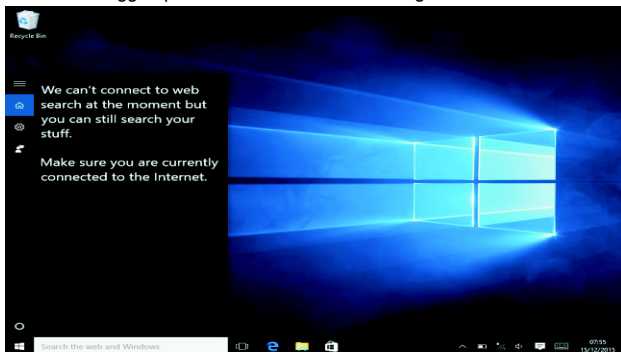 Recycle Bin
We can't connect to web
search at the moment but
you can still search your
stuff.
Make sure you are currently
connected to the Internet.
Search the web and Windows
07:55
15/12/2015